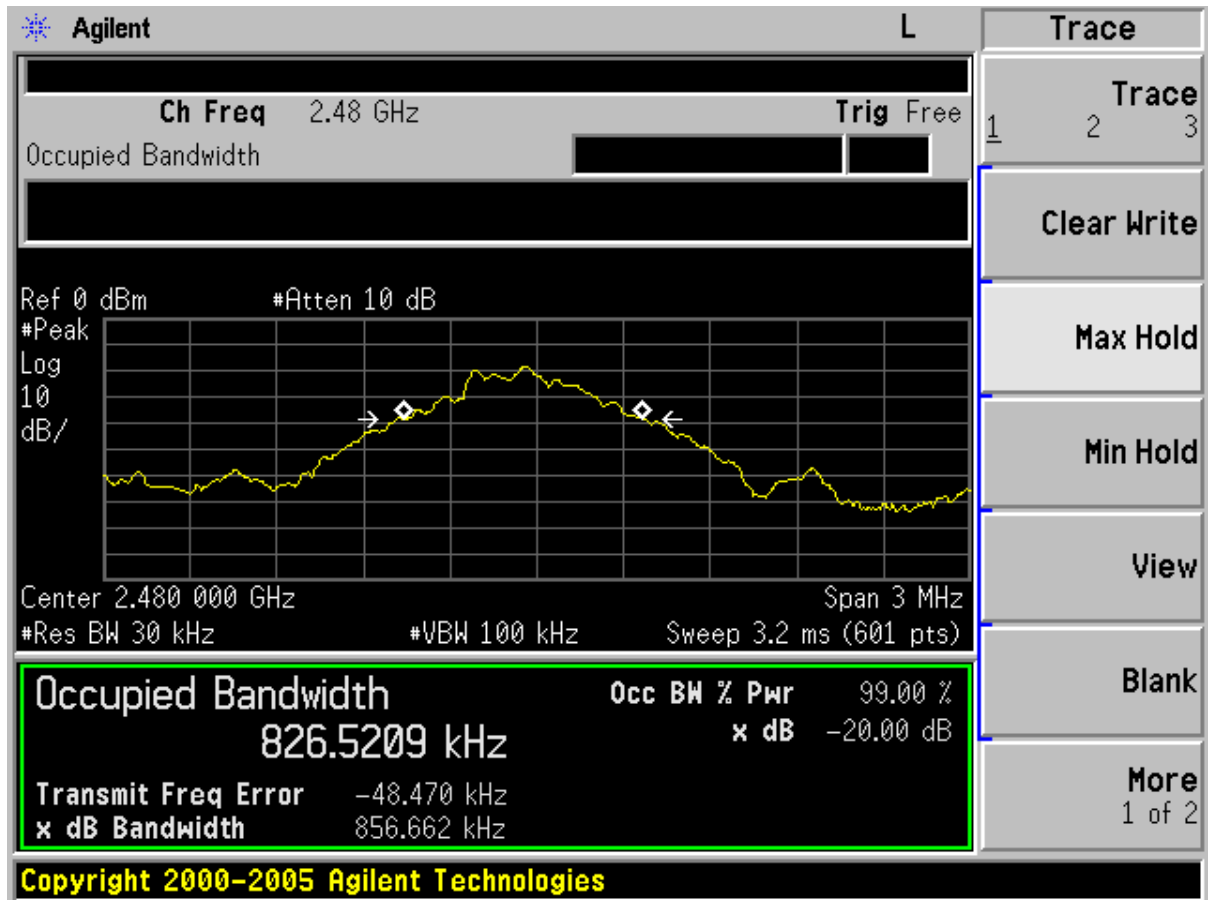 Agilent L
Ch Freq 2.48 GHz Trig Free
Occupied Bandwidth
Ref 0 dBm #Atten 10 dB
#Peak
Log
10
dB/
Center 2.480 000 GHz Span 3 MHz
#Res BW 30 kHz #VBW 100 kHz Sweep 3.2 ms (601 pts)
Occupied Bandwidth
826.5209 kHz
Occ BW % Pwr 99.00 %
x dB -20.00 dB
Transmit Freq Error -48.470 kHz
x dB Bandwidth 856.662 kHz
Copyright 2000-2005 Agilent Technologies
Trace
Trace
1 2 3
Clear Write
Max Hold
Min Hold
View
Blank
More
1 of 2